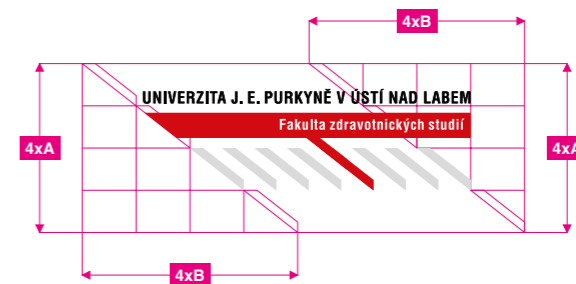 4xB
UNIVERZITA J. E. PURKYNĚ V ÚSTÍ NAD LABEM
Fakulta zdravotnických studií
4xA
4xA
4xB